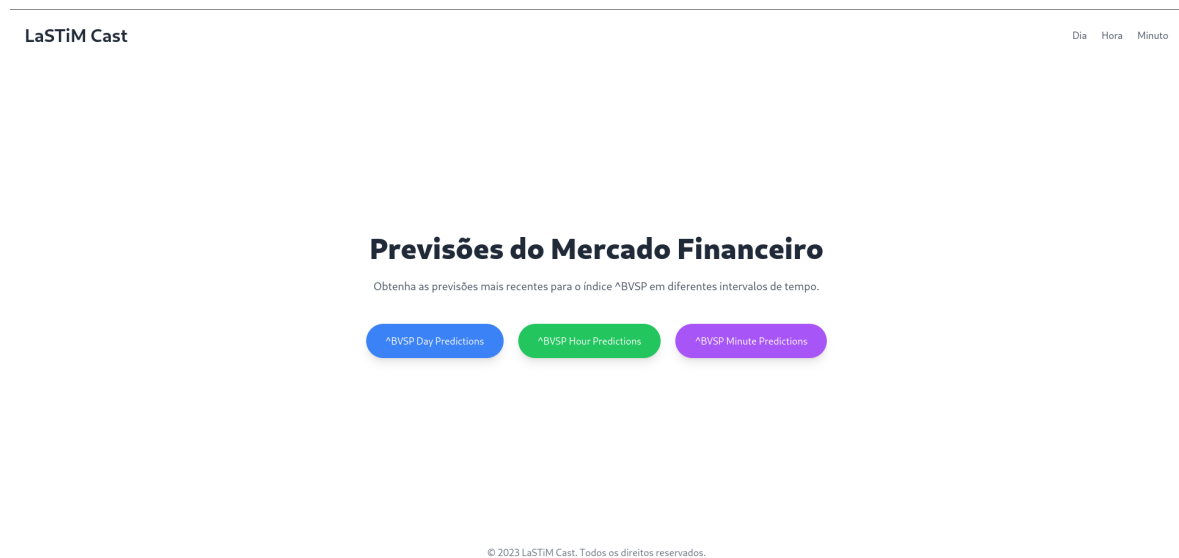 LaSTiM Cast
Dia Hora Minuto
Previsões do Mercado Financeiro
Obtenha as previsões mais recentes para o índice ^BVSP em diferentes intervalos de tempo.
^BVSP Day Predictions
^BVSP Hour Predictions
^BVSP Minute Predictions
© 2023 LaSTiM Cast. Todos os direitos reservados.